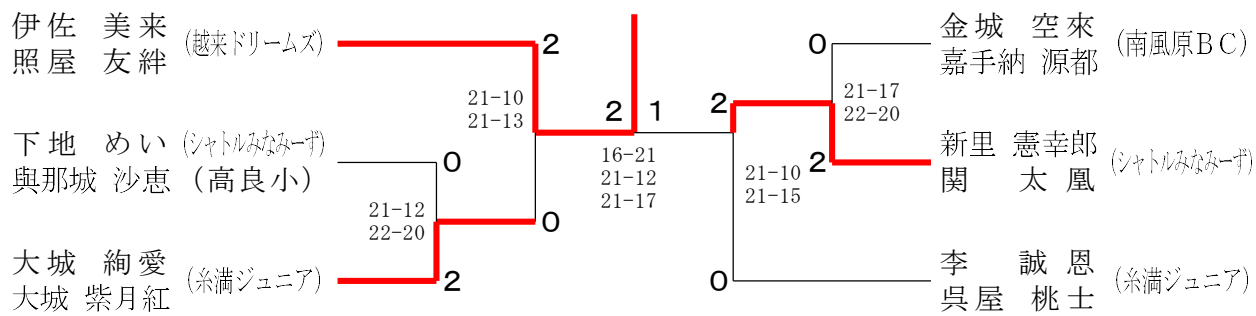 伊佐 美来 (越来ドリームズ)
照屋 友絆
2
21-10
21-13
下地 めい (シャトルみなみーず)
與那城 沙恵 (高良小)
0
21-12
22-20
0
大城 絢愛 (糸満ジュニア)
大城 紫月紅
2
2 1
16-21
21-12
21-17
金城 空來 (南風原BC)
嘉手納 源都
0
21-17
22-20
2
新里 憲幸郎 (シャトルみなみーず)
関 太凰
2
21-10
21-15
李 誠恩 (糸満ジュニア)
呉屋 桃士
0